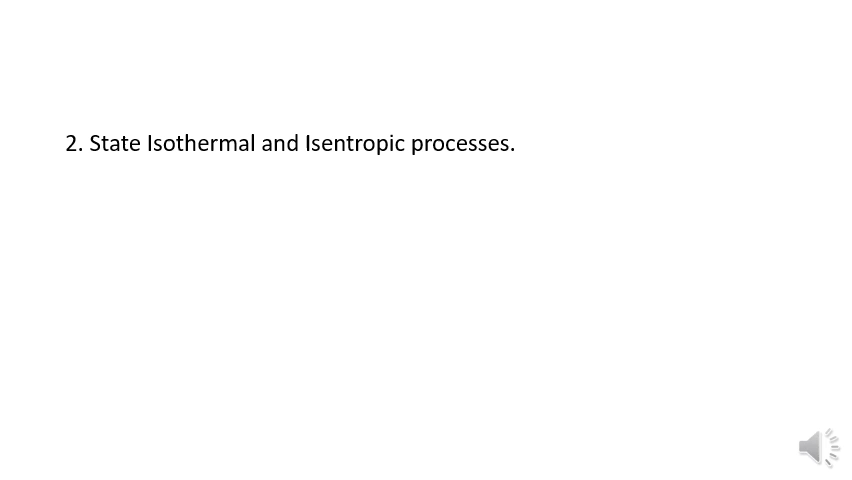 2. State Isothermal and Isentropic processes.